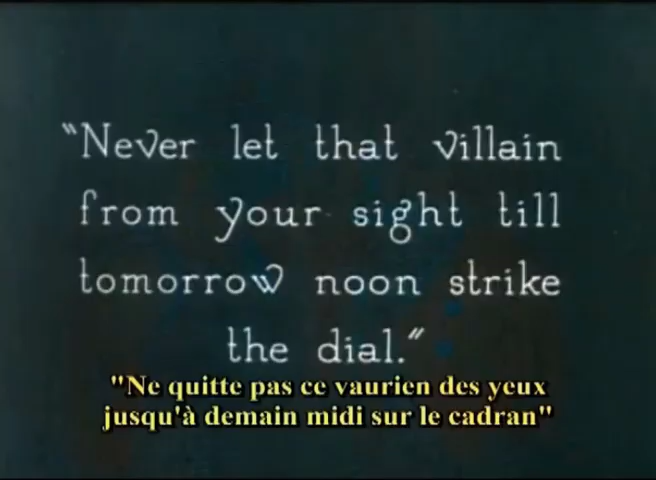 "Never let that villain
from your sight till
tomorrow noon strike
the dial."
"Ne quitte pas ce vaurien des yeux
jusqu'à demain midi sur le cadran"